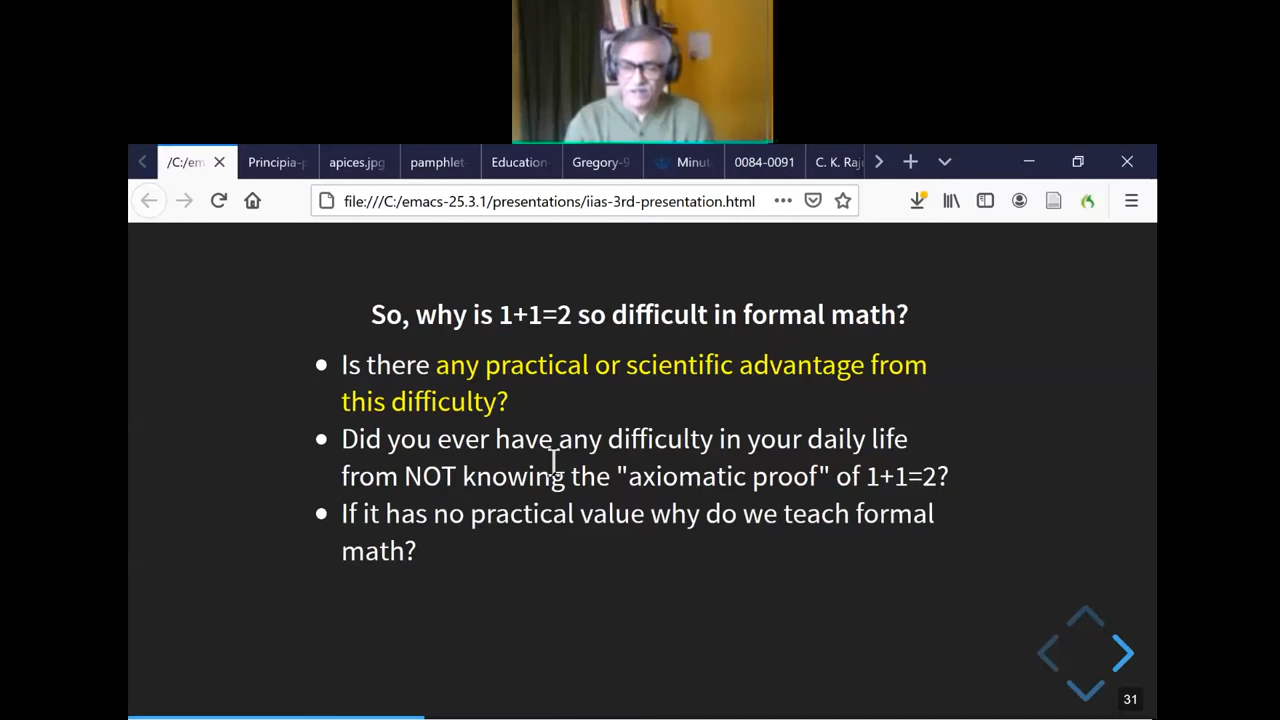 /C:/em
Principia-p
apices.jpg
pamphlet-
Education-
Gregory-9
Minut
0084-0091
C. K. Raj
file:///C:/emacs-25.3.1/presentations/iias-3rd-presentation.html
So, why is 1+1=2 so difficult in formal math?
Is there any practical or scientific advantage from
this difficulty?
Did you ever have any difficulty in your daily life
from NOT knowing the "axiomatic proof" of 1+1=2?
If it has no practical value why do we teach formal
math?
31